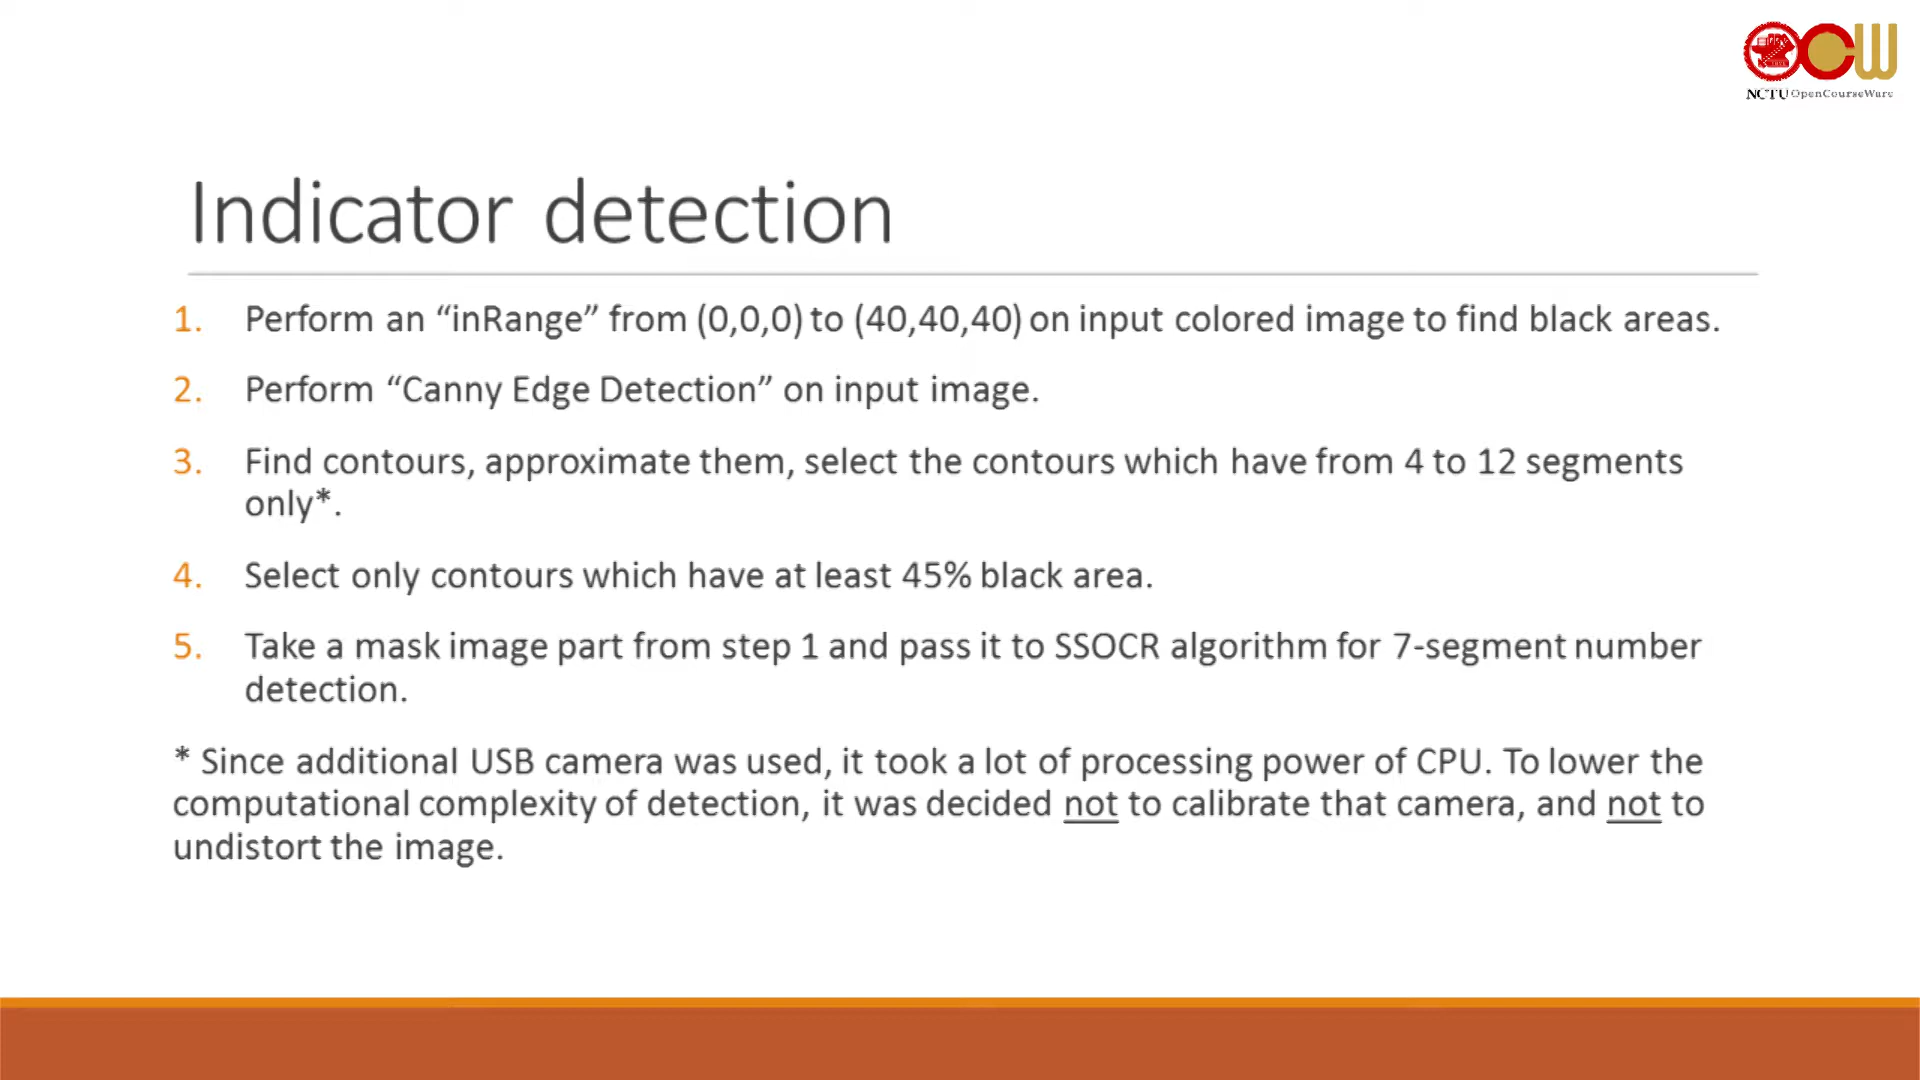 NCTU OpenCourseWare
Indicator detection
1. Perform an “inRange” from (0,0,0) to (40,40,40) on input colored image to find black areas.
2. Perform “Canny Edge Detection” on input image.
3. Find contours, approximate them, select the contours which have from 4 to 12 segments
only*.
4. Select only contours which have at least 45% black area.
5. Take a mask image part from step 1 and pass it to SSOCR algorithm for 7-segment number
detection.
* Since additional USB camera was used, it took a lot of processing power of CPU. To lower the
computational complexity of detection, it was decided not to calibrate that camera, and not to
undistort the image.